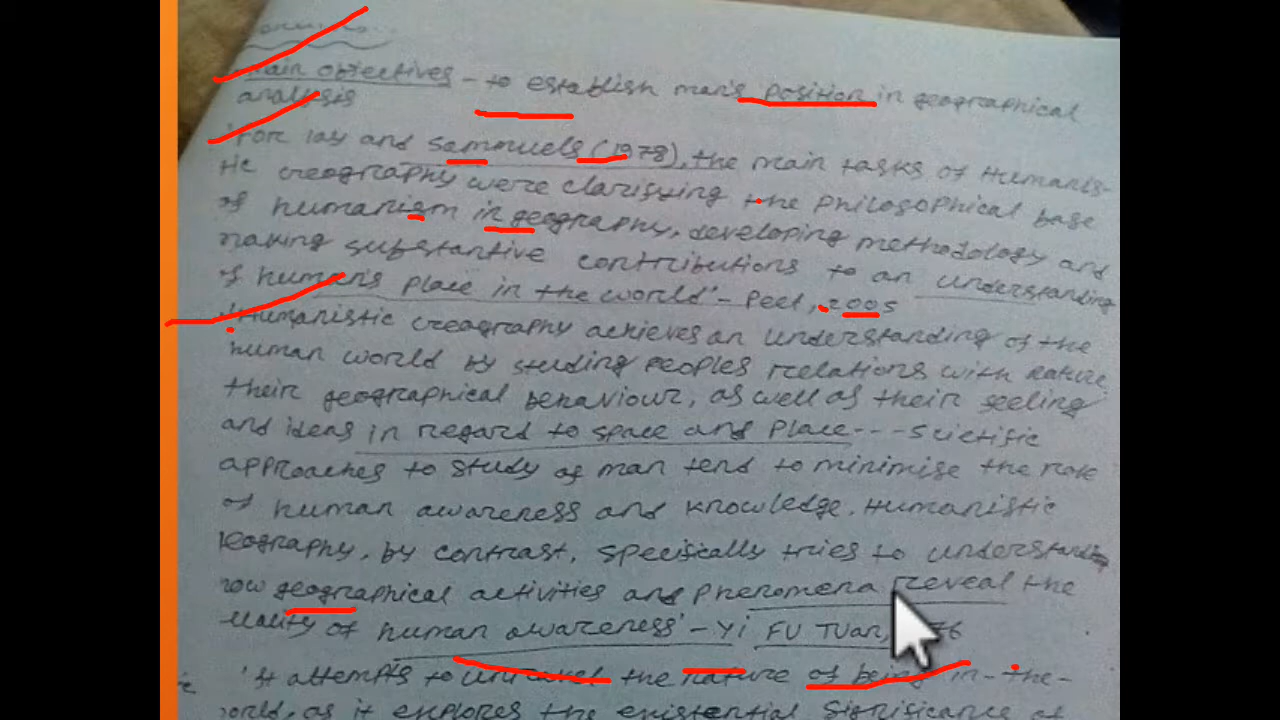 main objectives - to establish man's position in geographical
analysis
'For lay and Sammuels (1978), the main tasks of Humanis-
tic Geography were clarifying the philosophical base
of humanism in geography, developing methodology and
making substantive contributions to an understanding
of human's place in the world' - Peet, 2005
'Humanistic Geography achieves an understanding of the
human world by studing peoples relations with nature,
their geographical behaviour, as well as their feeling
and ideas in regard to space and place --- Scietific
approaches to study of man tend to minimise the role
of human awareness and knowledge. Humanistic
Geography, by contrast, specifically tries to understand
how geographical activities and phenomena reveal the
quality of human awareness' - Yi FU TUan, 76
'It attempts to unravel the nature of being-in-the-
world, as it explores the existential significance of